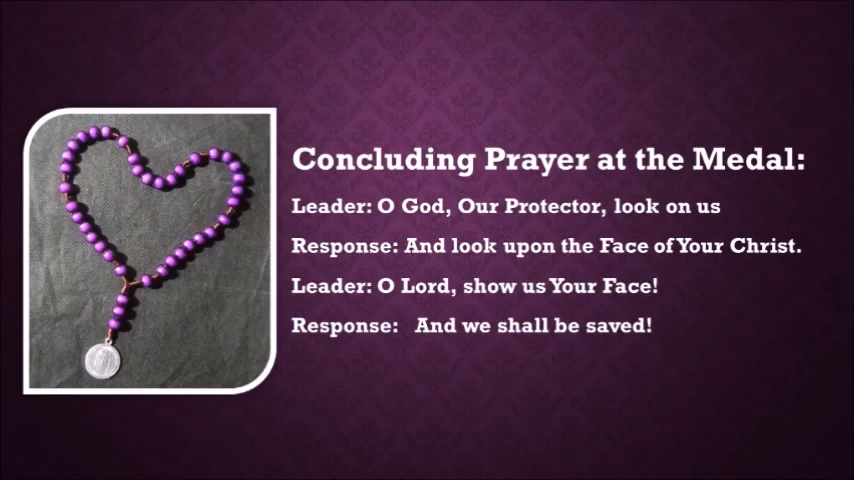 Concluding Prayer at the Medal:
Leader: O God, Our Protector, look on us
Response: And look upon the Face of Your Christ.
Leader: O Lord, show us Your Face!
Response: And we shall be saved!